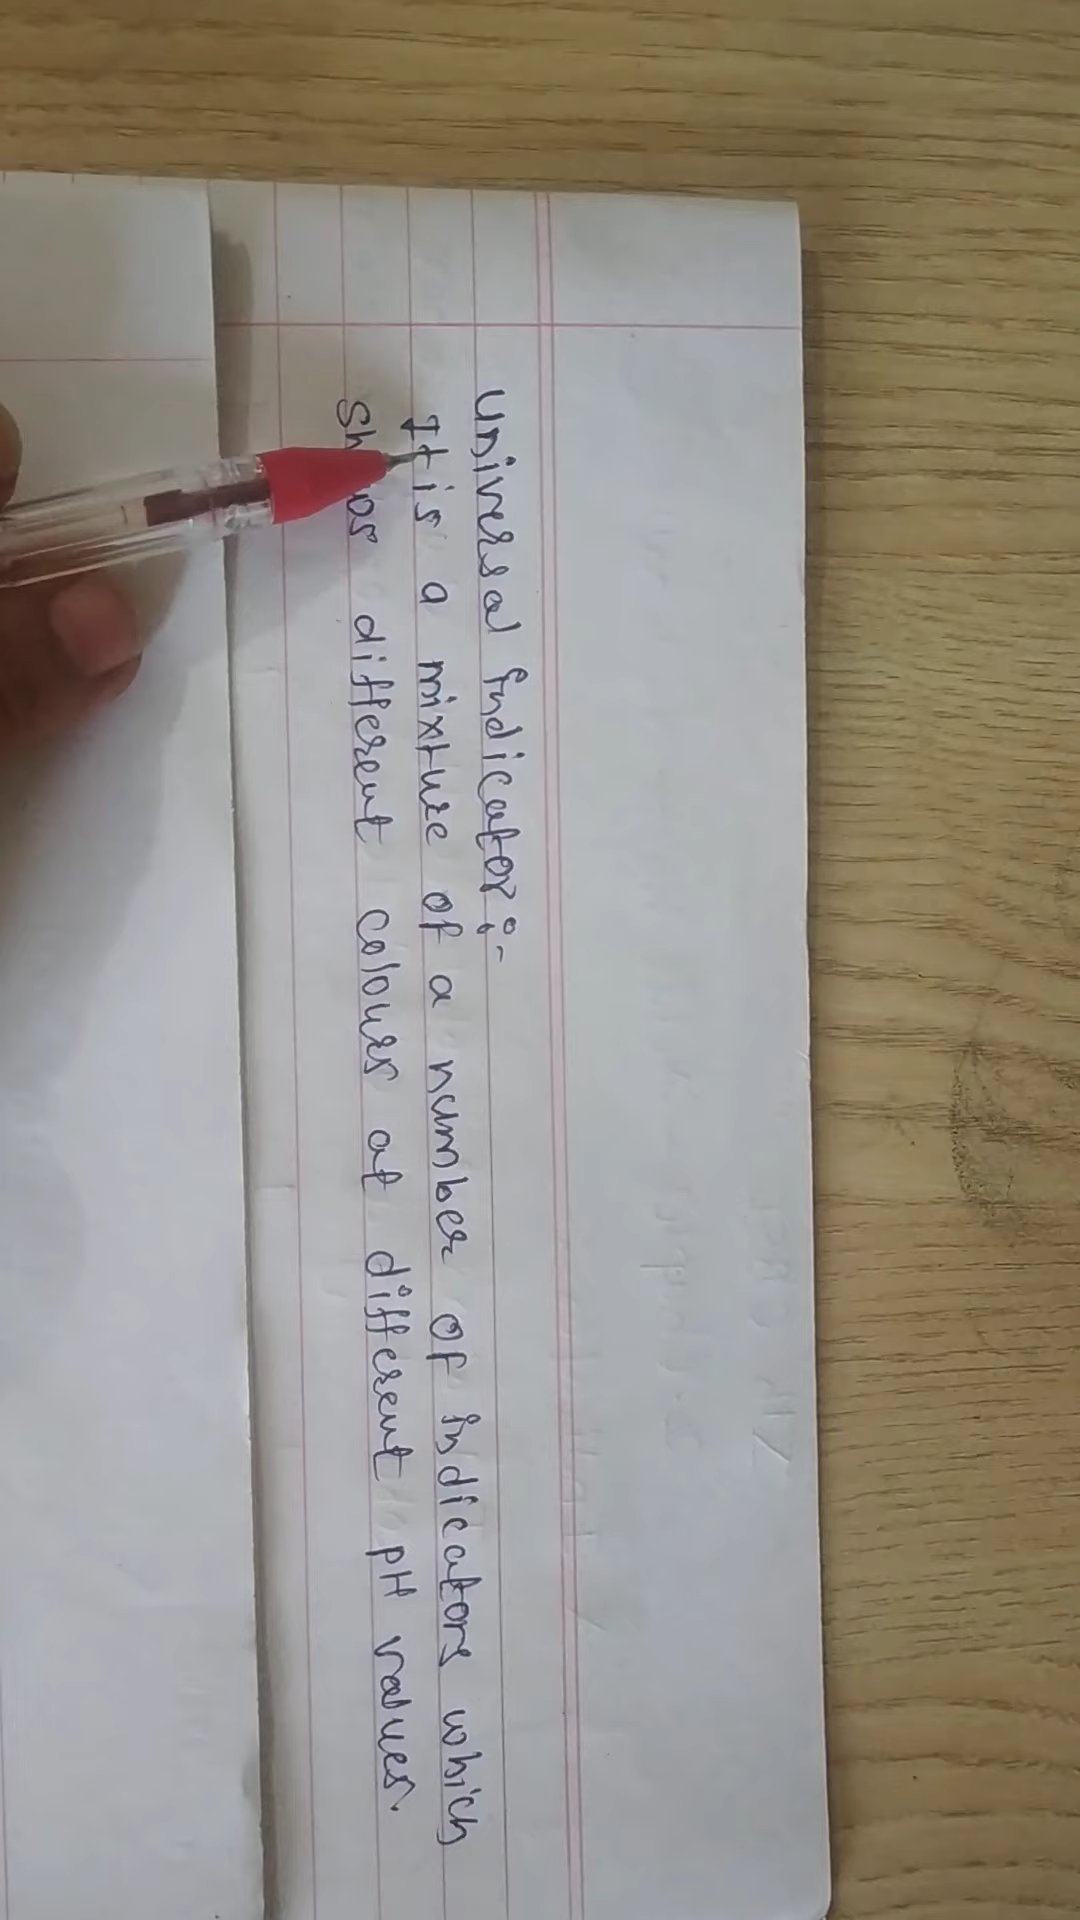 Universal Indicator :-
It is a mixture of a number of Indicators which
Shows different colours at different pH values.